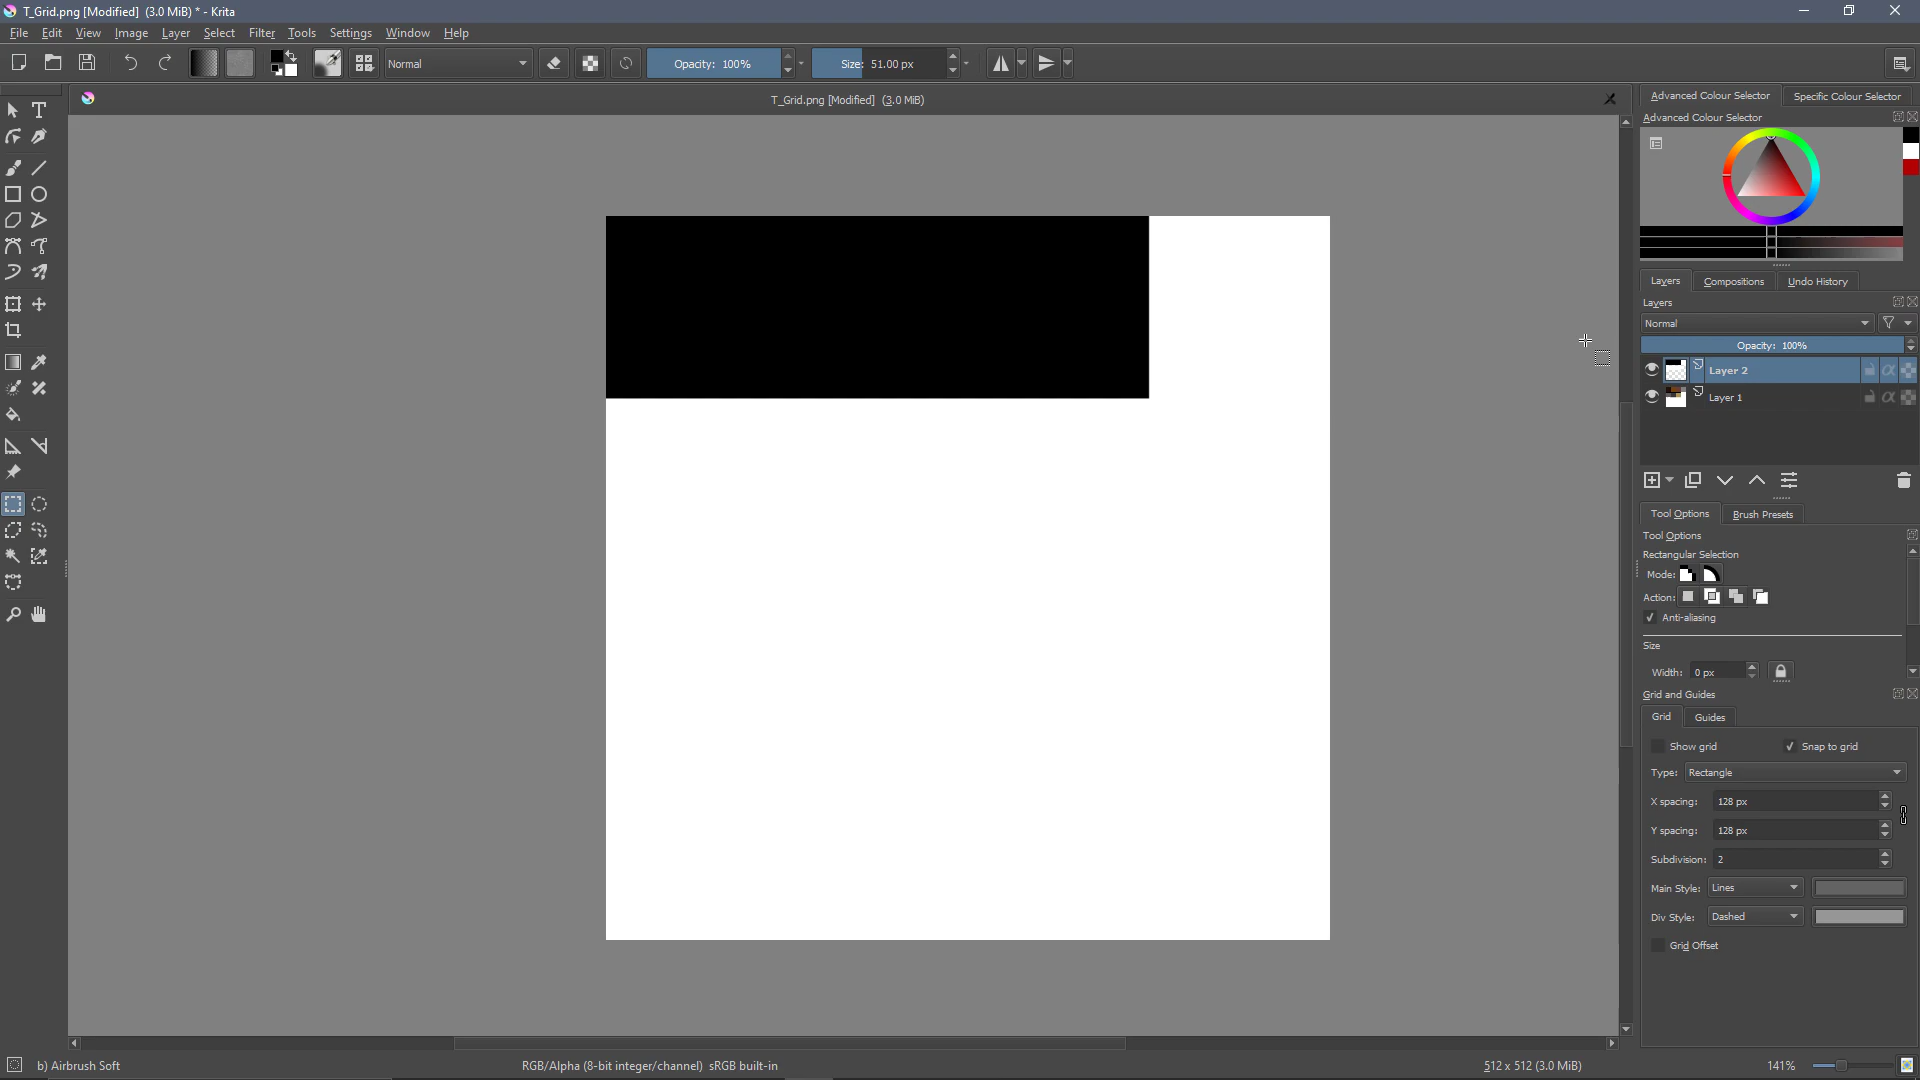 T_Grid.png [Modified] (3.0 MiB) * - Krita
File Edit View Image Layer Select Filter Tools Settings Window Help
Normal Opacity: 100% Size: 51.00 px
T_Grid.png [Modified] (3.0 MiB)
Advanced Colour Selector Specific Colour Selector
Advanced Colour Selector
Layers Compositions Undo History
Layers
Normal
Opacity: 100%
Layer 2
Layer 1
Tool Options Brush Presets
Tool Options
Rectangular Selection
Mode:
Action:
Anti-aliasing
Size
Width: 0 px
Grid and Guides
Grid Guides
Show grid Snap to grid
Type: Rectangle
X spacing: 128 px
Y spacing: 128 px
Subdivision: 2
Main Style: Lines
Div Style: Dashed
Grid Offset
b) Airbrush Soft RGB/Alpha (8-bit integer/channel) sRGB built-in 512 x 512 (3.0 MiB) 141%